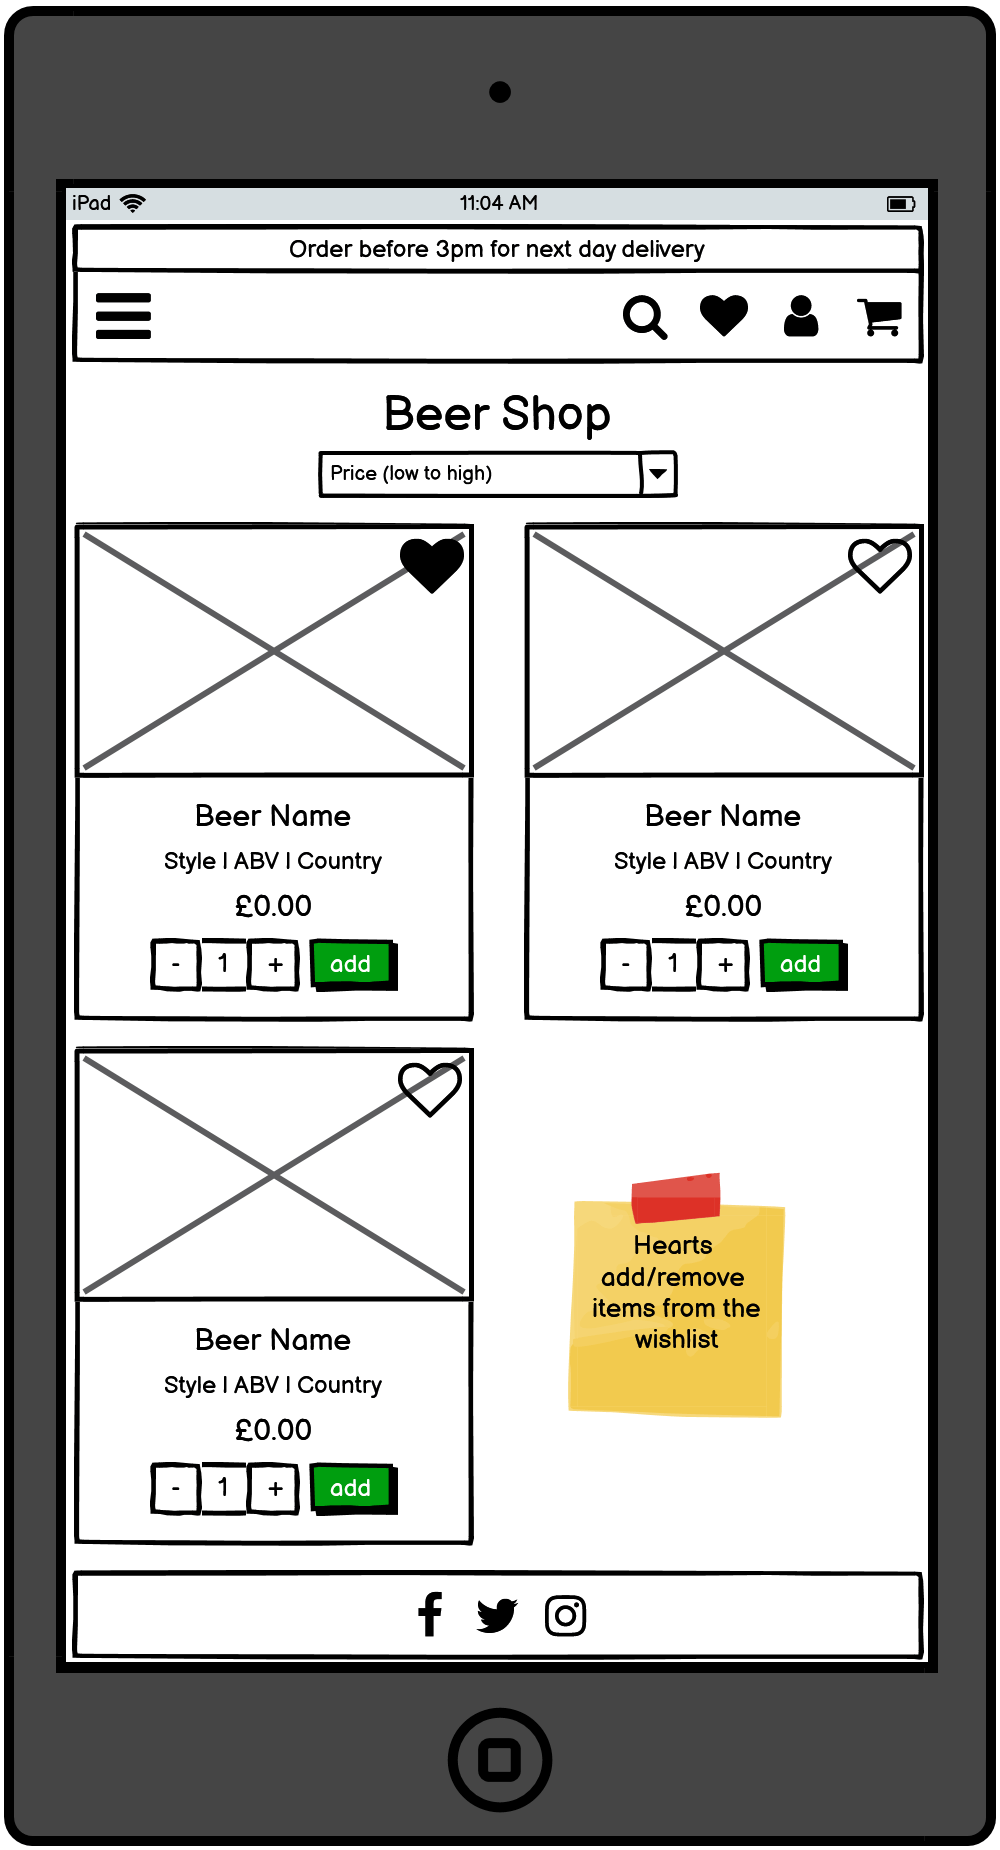 iPad
11:04 AM
Order before 3pm for next day delivery
Beer Shop
Price (low to high)
Beer Name
Style | ABV | Country
£0.00
- 1 + add
Beer Name
Style | ABV | Country
£0.00
- 1 + add
Beer Name
Style | ABV | Country
£0.00
- 1 + add
Hearts
add/remove
items from the
wishlist